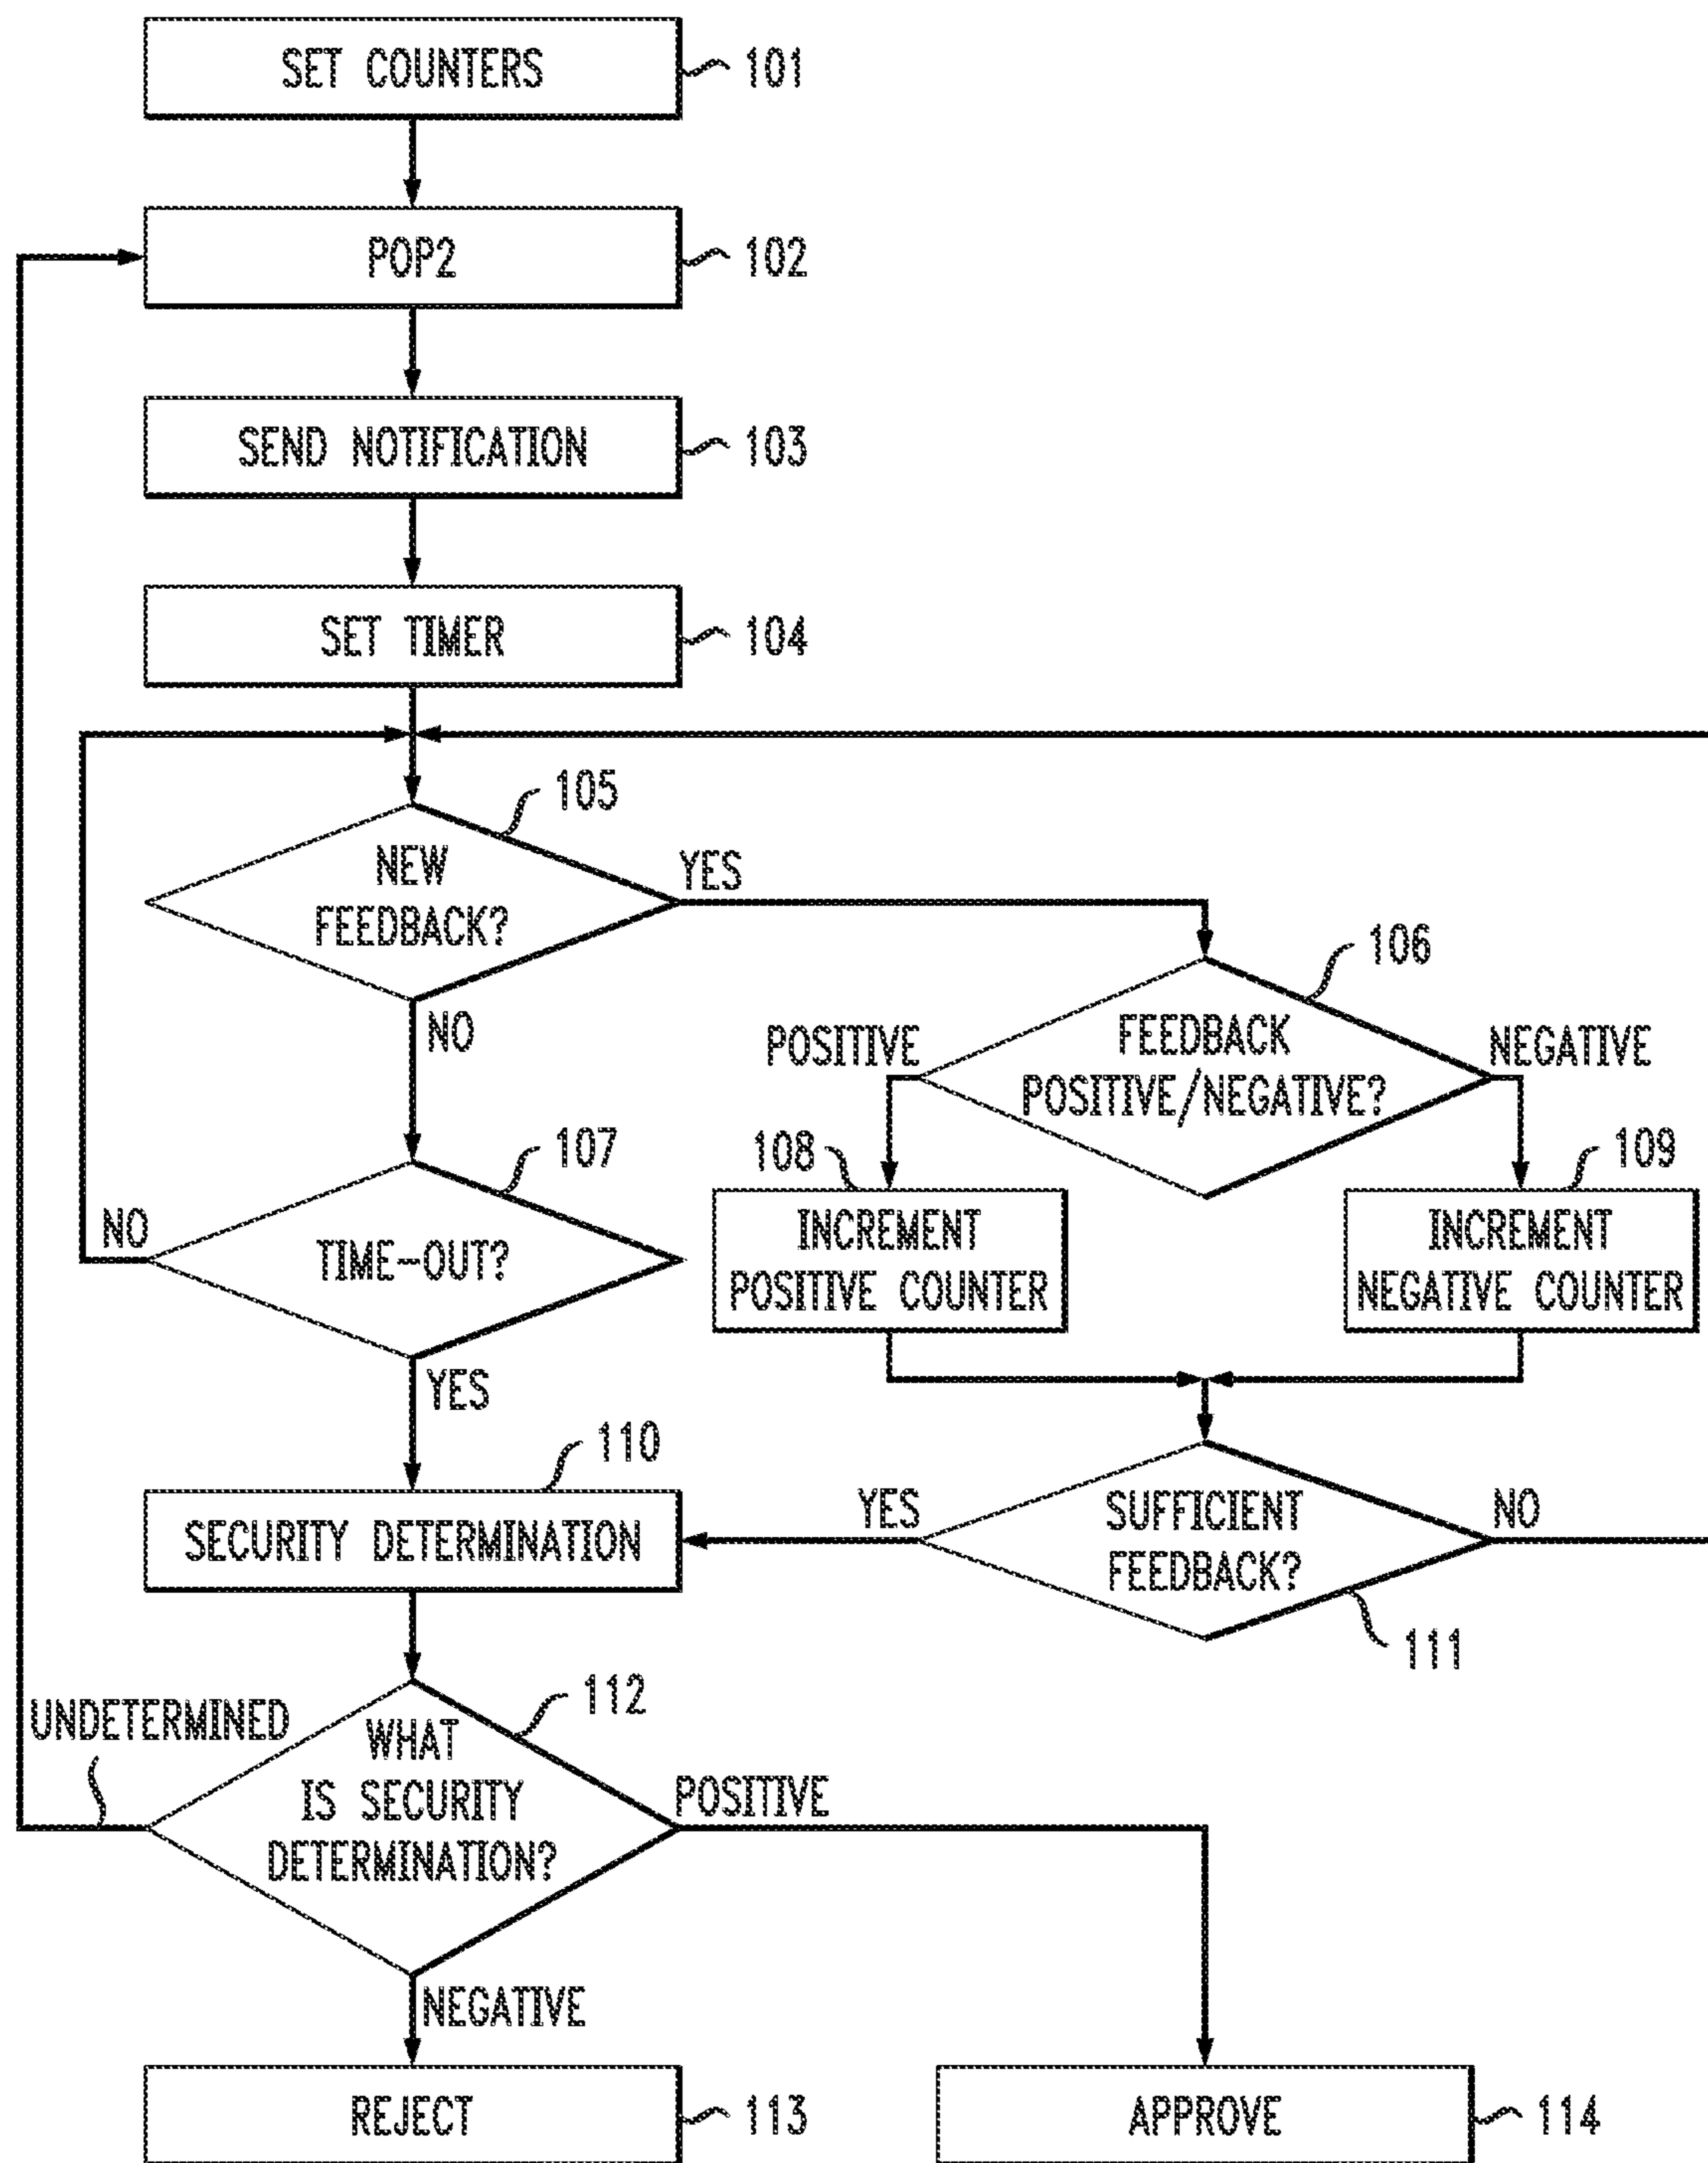 SET COUNTERS
101
POP2
102
SEND NOTIFICATION
103
SET TIMER
104
105
NEW
FEEDBACK?
YES
NO
106
FEEDBACK
POSITIVE/NEGATIVE?
POSITIVE
NEGATIVE
107
TIME-OUT?
NO
YES
108
INCREMENT
POSITIVE COUNTER
109
INCREMENT
NEGATIVE COUNTER
110
SECURITY DETERMINATION
YES
SUFFICIENT
FEEDBACK?
NO
111
112
UNDETERMINED
WHAT
IS SECURITY
DETERMINATION?
POSITIVE
NEGATIVE
REJECT
113
APPROVE
114